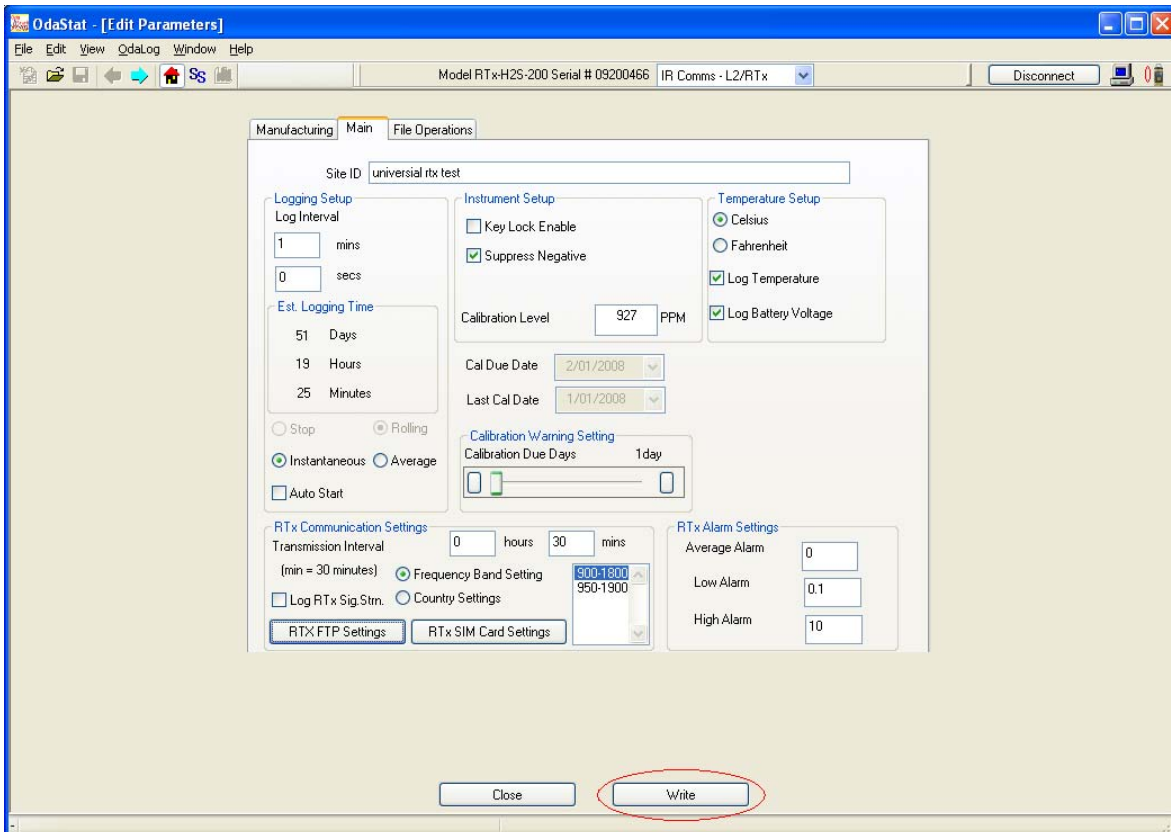 OdaStat - [Edit Parameters]
File Edit View OdaLog Window Help
SS Model RTx-H2S-200 Serial # 09200466 IR Comms - L2/RTx Disconnect
Manufacturing Main File Operations
Site ID universial rtx test
Logging Setup
Log Interval
1 mins
0 secs
Est. Logging Time
51 Days
19 Hours
25 Minutes
Stop Rolling
Instantaneous Average
Auto Start
Instrument Setup
Key Lock Enable
Suppress Negative
Calibration Level 927 PPM
Cal Due Date 2/01/2008
Last Cal Date 1/01/2008
Calibration Warning Setting
Calibration Due Days 1day
Temperature Setup
Celsius
Fahrenheit
Log Temperature
Log Battery Voltage
RTx Communication Settings
Transmission Interval 0 hours 30 mins
(min = 30 minutes) Frequency Band Setting 900-1800
950-1900
Log RTx Sig.Strn. Country Settings
RTX FTP Settings RTx SIM Card Settings
RTx Alarm Settings
Average Alarm 0
Low Alarm 0.1
High Alarm 10
Close Write